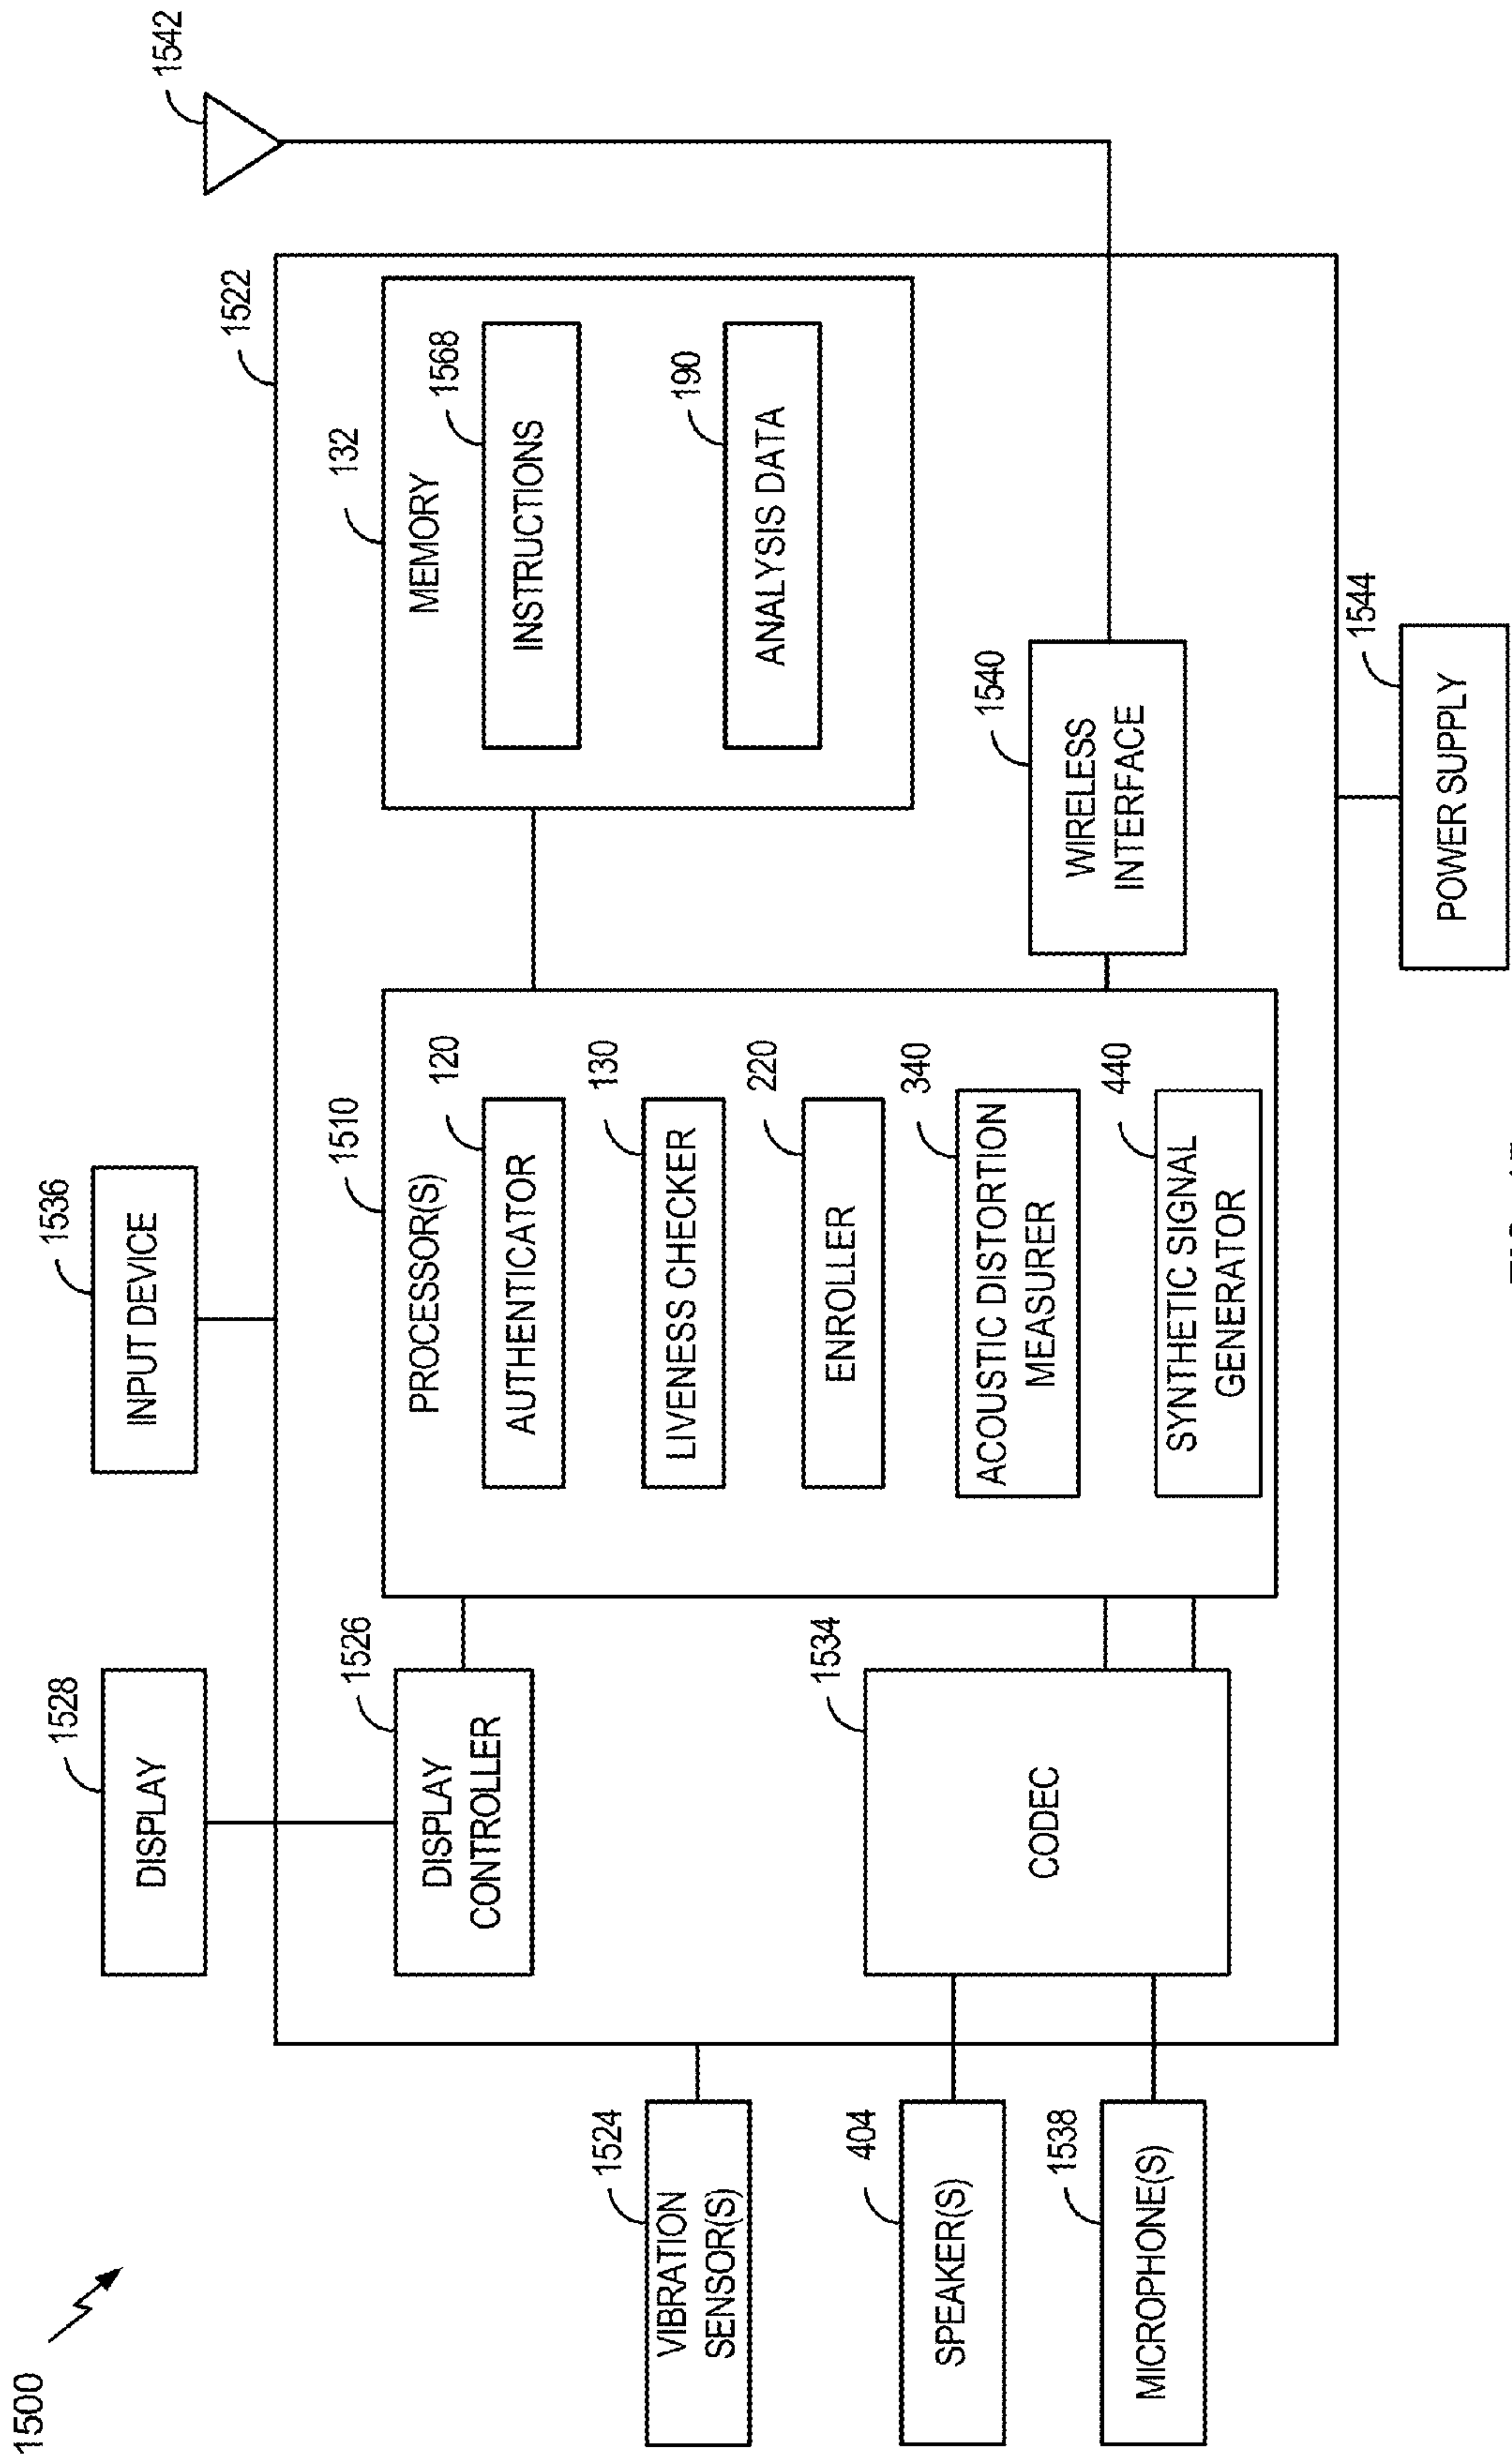 1500
1528
DISPLAY
1536
INPUT DEVICE
1542
1522
1526
DISPLAY
CONTROLLER
1510
PROCESSOR(S)
120
AUTHENTICATOR
130
LIVENESS CHECKER
220
ENROLLER
340
ACOUSTIC DISTORTION
MEASURER
440
SYNTHETIC SIGNAL
GENERATOR
132
MEMORY
1568
INSTRUCTIONS
190
ANALYSIS DATA
1524
VIBRATION
SENSOR(S)
404
SPEAKER(S)
1538
MICROPHONE(S)
1534
CODEC
1540
WIRELESS
INTERFACE
1544
POWER SUPPLY